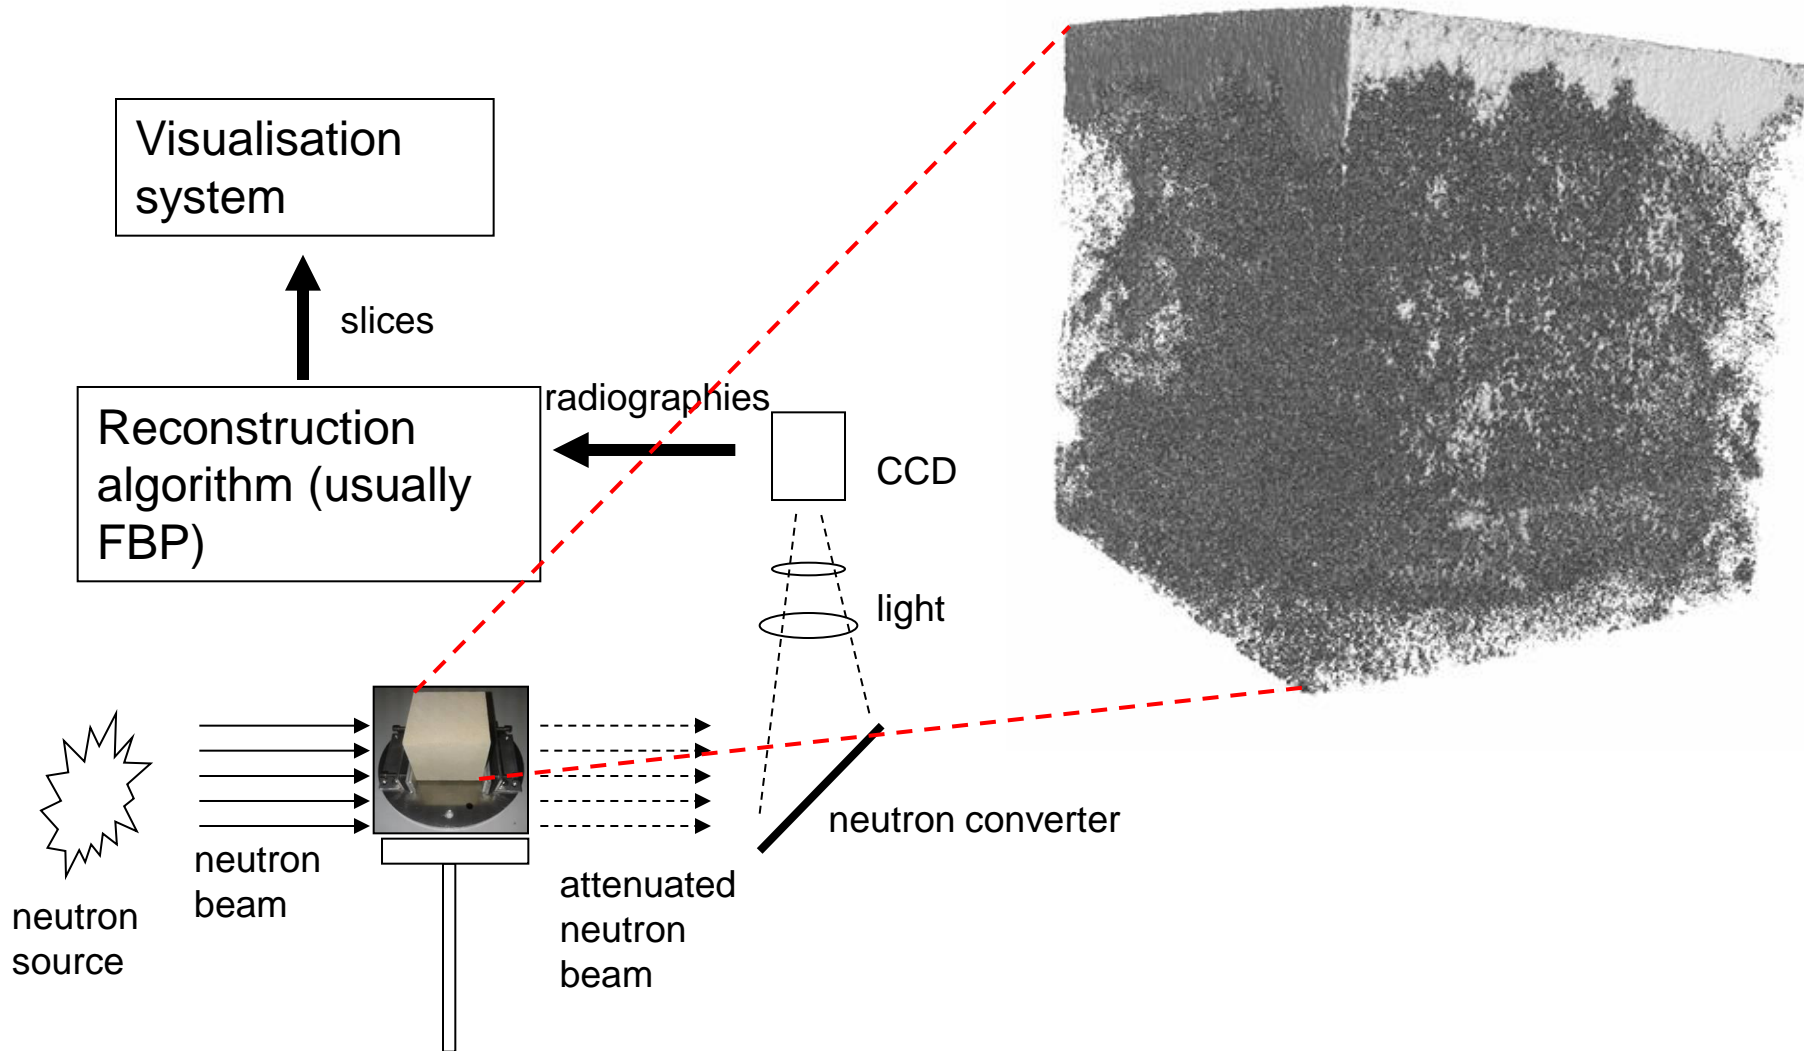 Visualisation
system
slices
radiographies
Reconstruction
algorithm (usually
FBP)
CCD
light
neutron converter
neutron
beam
attenuated
neutron
beam
neutron
source